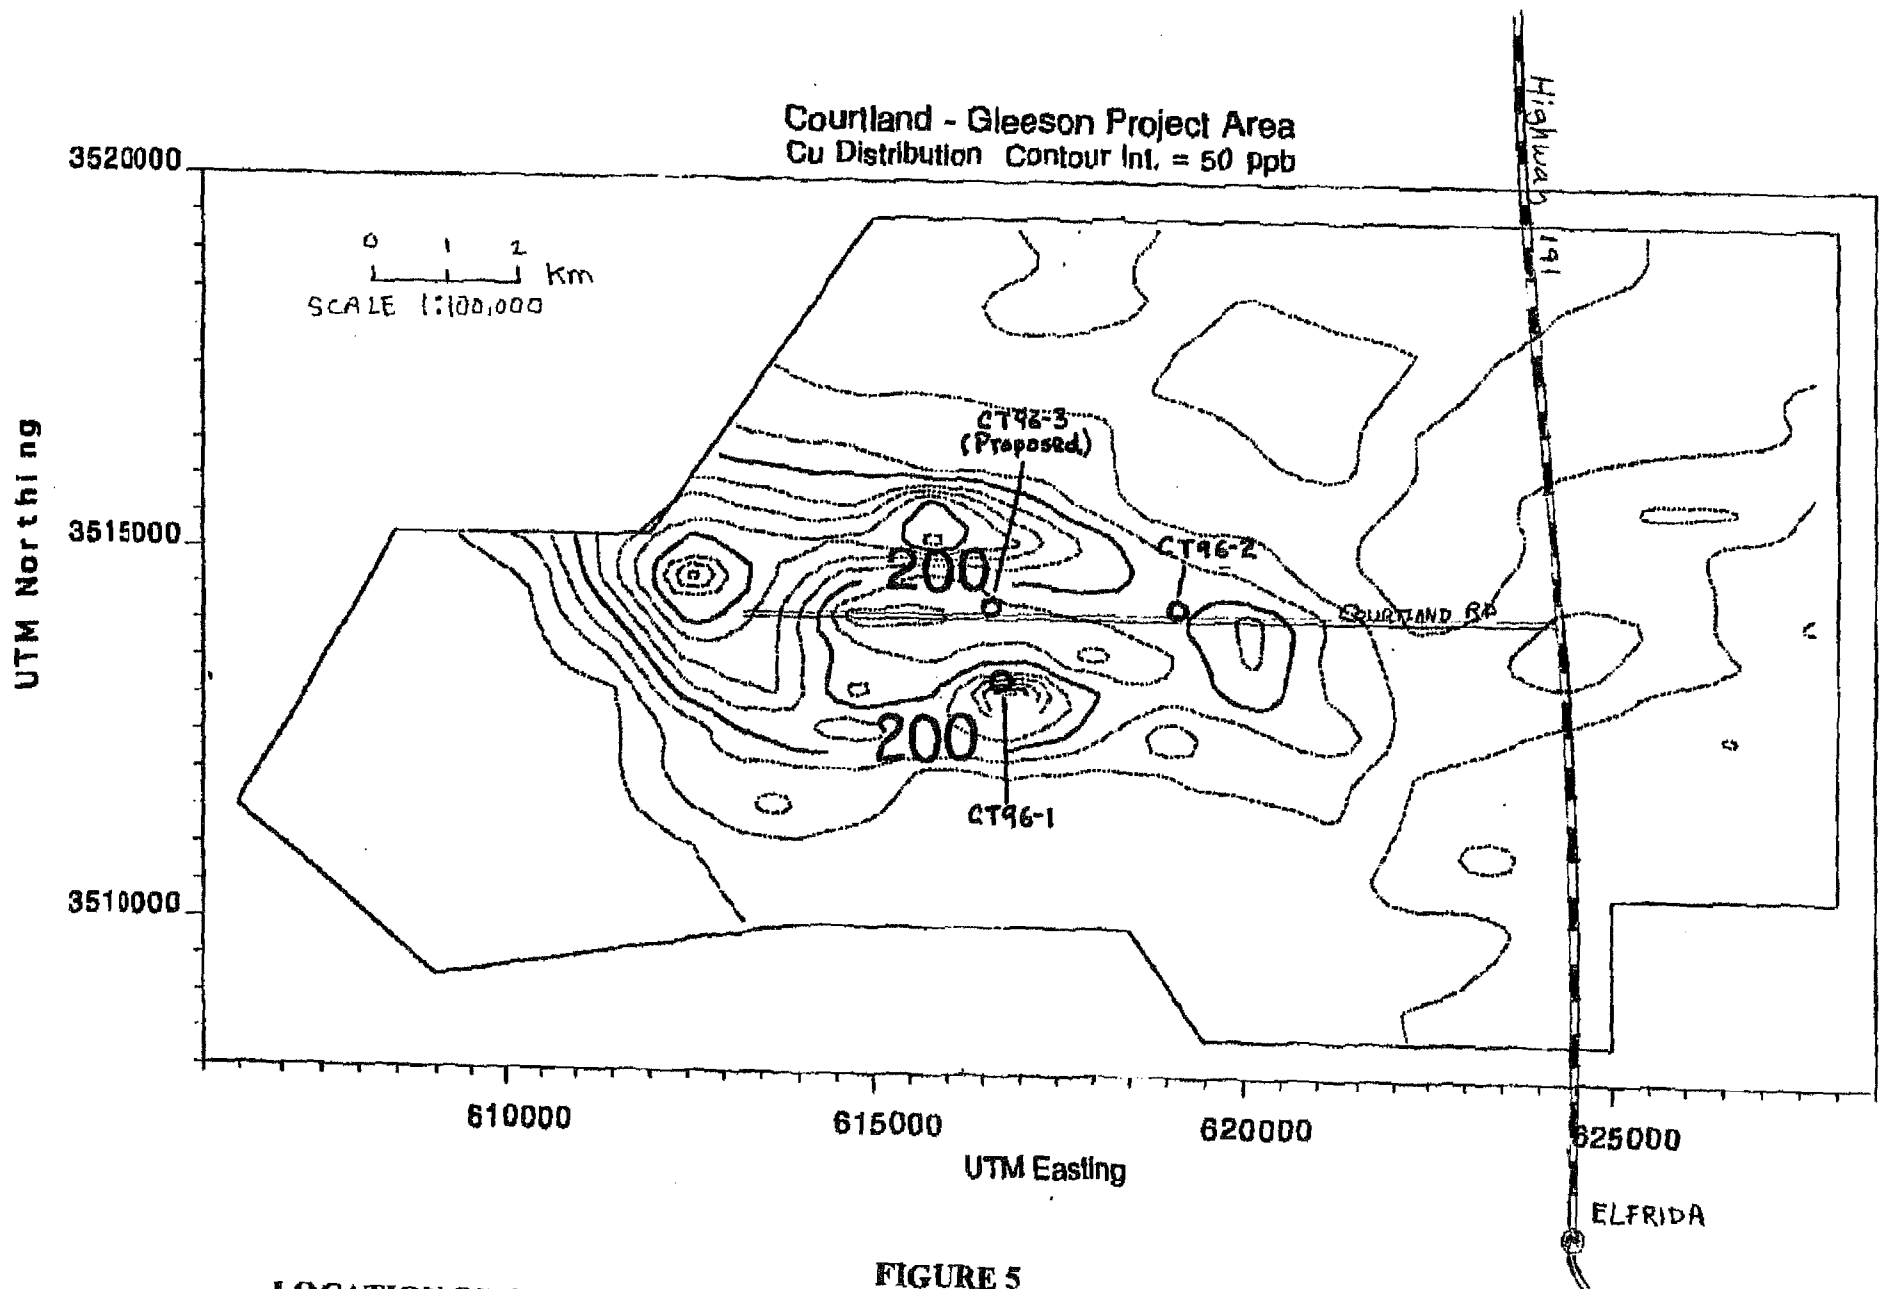 Highway 191
Courtland - Gleeson Project Area
Cu Distribution Contour Int. = 50 ppb
3520000
0 1 2 Km
SCALE 1:100,000
CT96-3
(Proposed)
UTM Northing
3515000
200
CT96-2
COURTLAND RD
200
CT96-1
3510000
610000
615000
620000
625000
UTM Easting
ELFRIDA
FIGURE 5